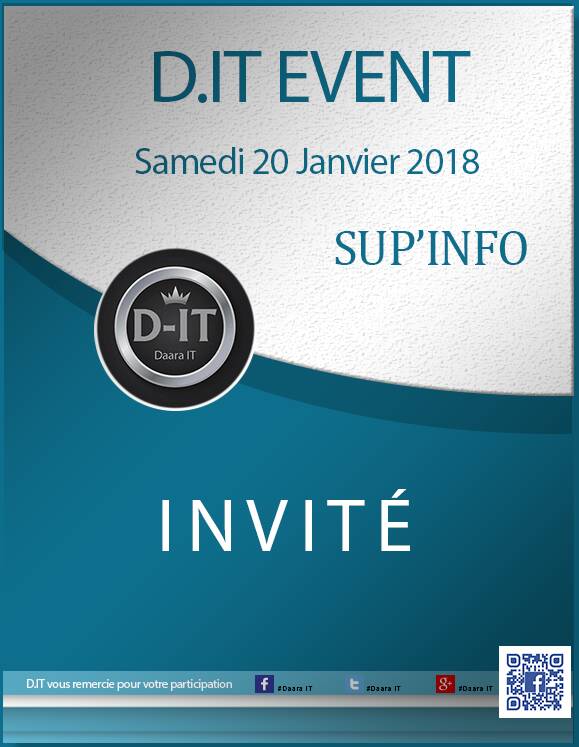 D.IT EVENT
Samedi 20 Janvier 2018
SUP'INFO
D-IT
Daara IT
INVITÉ
D.IT vous remercie pour votre participation
f #Daara IT
t #Daara IT
g+ #Daara IT
f